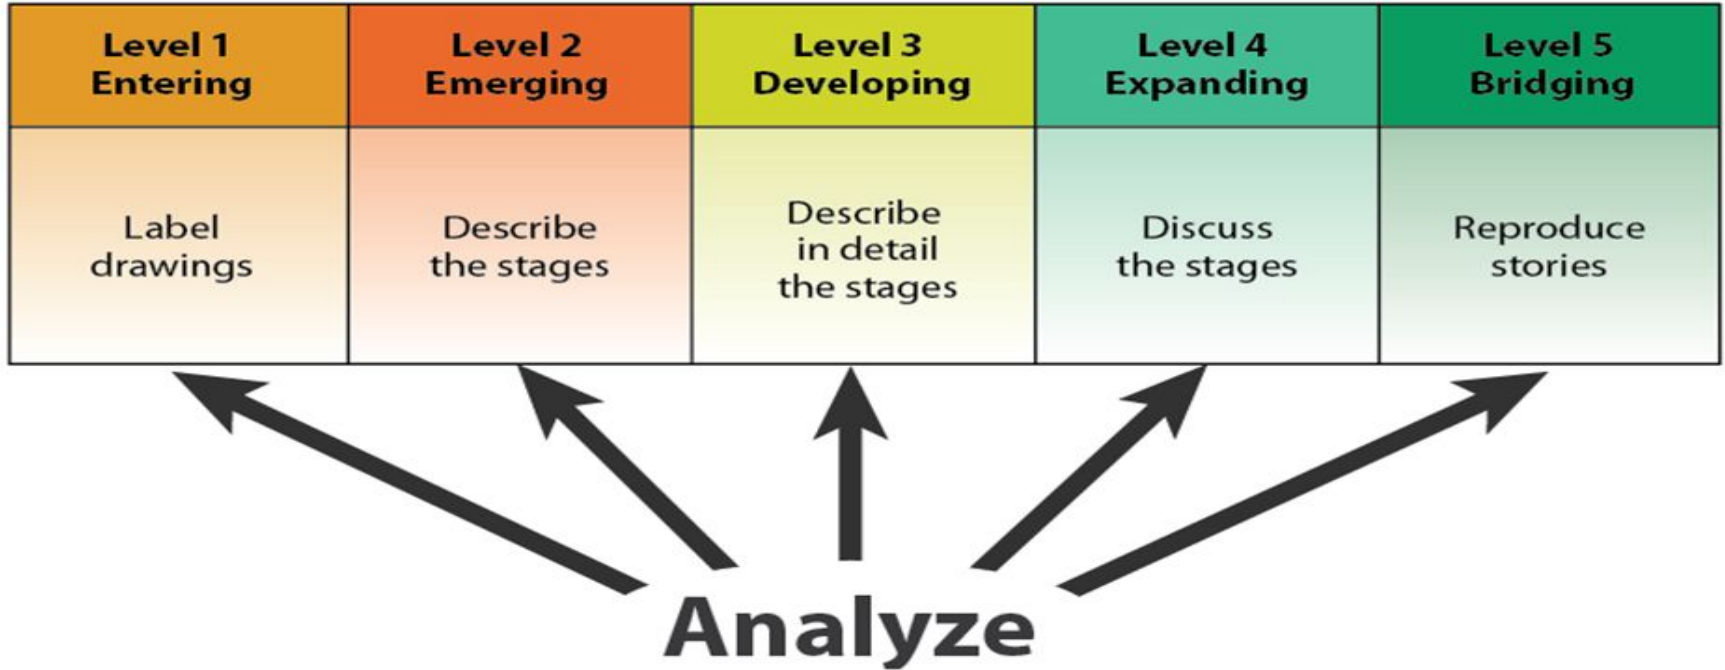 Level 1
Entering
Level 2
Emerging
Level 3
Developing
Level 4
Expanding
Level 5
Bridging
Label
drawings
Describe
the stages
Describe
in detail
the stages
Discuss
the stages
Reproduce
stories
Analyze